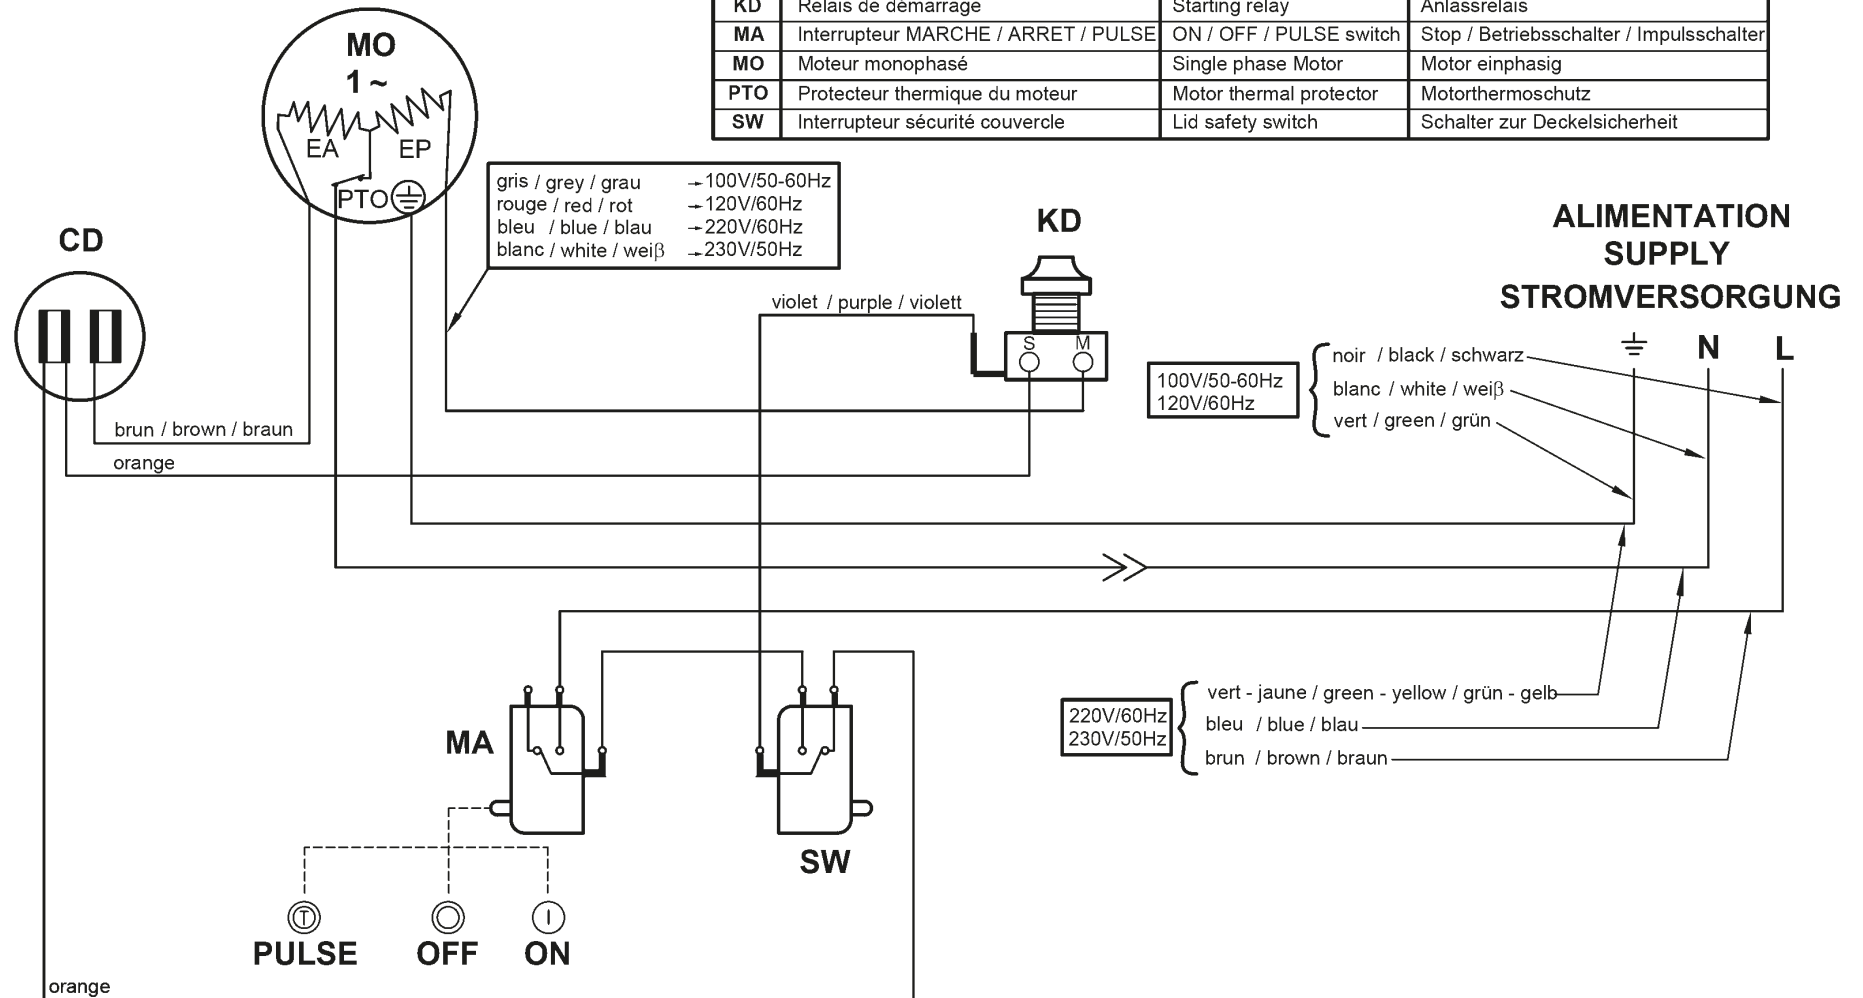 KD Relais de démarrage Starting relay Anlassrelais
MA Interrupteur MARCHE / ARRET / PULSE ON / OFF / PULSE switch Stop / Betriebsschalter / Impulsschalter
MO Moteur monophasé Single phase Motor Motor einphasig
PTO Protecteur thermique du moteur Motor thermal protector Motorthermoschutz
SW Interrupteur sécurité couvercle Lid safety switch Schalter zur Deckelsicherheit
MO
1 ~
EA
EP
PTO
gris / grey / grau → 100V/50-60Hz
rouge / red / rot → 120V/60Hz
bleu / blue / blau → 220V/60Hz
blanc / white / weiβ → 230V/50Hz
CD
KD
S
M
violet / purple / violett
ALIMENTATION
SUPPLY
STROMVERSORGUNG
N
L
100V/50-60Hz
120V/60Hz
noir / black / schwarz
blanc / white / weiβ
vert / green / grün
brun / brown / braun
orange
MA
SW
220V/60Hz
230V/50Hz
vert - jaune / green - yellow / grün - gelb
bleu / blue / blau
brun / brown / braun
T
I
PULSE
OFF
ON
orange